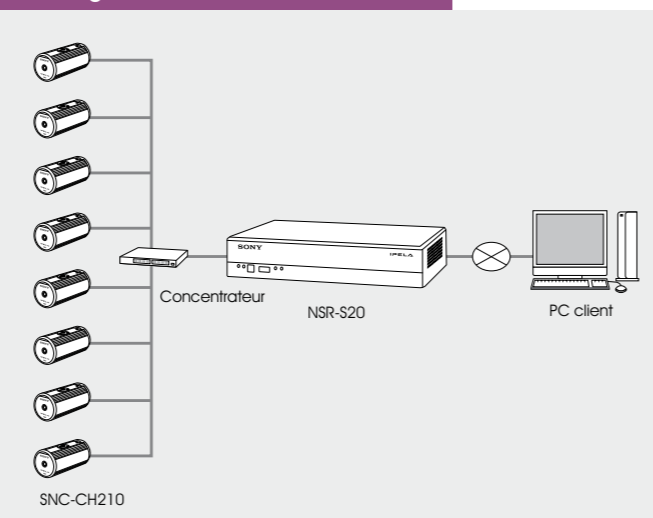 SONY
IPELA
Concentrateur
NSR-S20
PC client
SNC-CH210